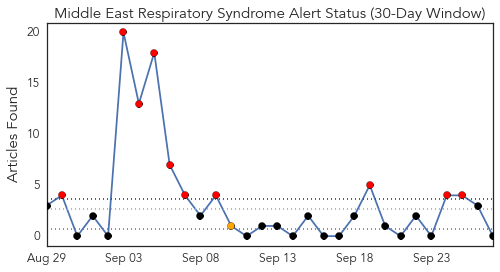 Middle East Respiratory Syndrome Alert Status (30-Day Window)
Articles Found
20
15
10
5
0
Aug 29 Sep 03 Sep 08 Sep 13 Sep 18 Sep 23